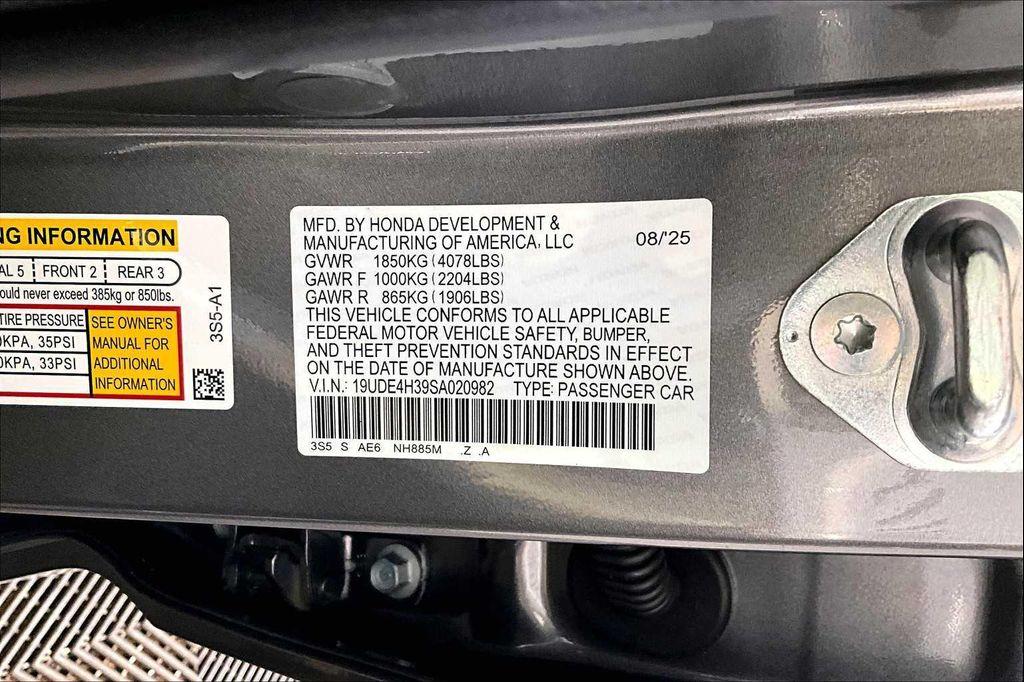 NG INFORMATION
AL 5 FRONT 2 REAR 3
ould never exceed 385kg or 850lbs.
TIRE PRESSURE
0KPA, 35PSI
0KPA, 33PSI
SEE OWNER'S
MANUAL FOR
ADDITIONAL
INFORMATION
3S5-A1
MFD. BY HONDA DEVELOPMENT &
MANUFACTURING OF AMERICA, LLC 08/'25
GVWR 1850KG (4078LBS)
GAWR F 1000KG (2204LBS)
GAWR R 865KG (1906LBS)
THIS VEHICLE CONFORMS TO ALL APPLICABLE
FEDERAL MOTOR VEHICLE SAFETY, BUMPER,
AND THEFT PREVENTION STANDARDS IN EFFECT
ON THE DATE OF MANUFACTURE SHOWN ABOVE.
V.I.N.: 19UDE4H39SA020982 TYPE: PASSENGER CAR
3S5 S AE6 NH885M .Z .A